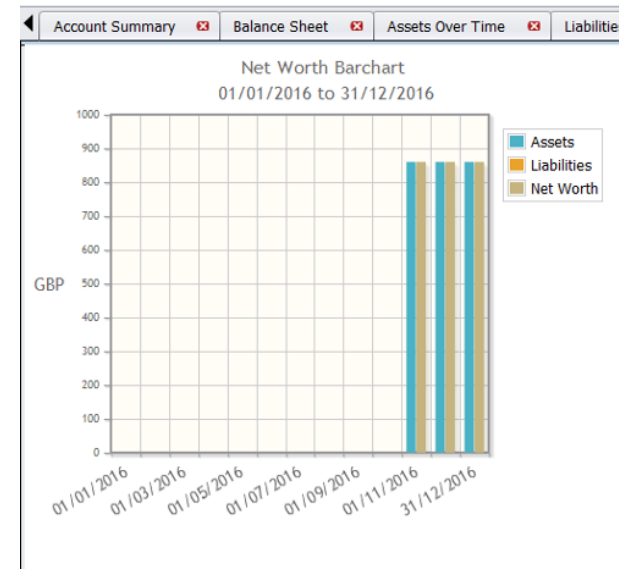 Account Summary
Balance Sheet
Assets Over Time
Liabilitie
Net Worth Barchart
01/01/2016 to 31/12/2016
1000
900
800
700
600
500
400
300
200
100
0
GBP
Assets
Liabilities
Net Worth
01/01/2016
01/03/2016
01/05/2016
01/07/2016
01/09/2016
01/11/2016
31/12/2016